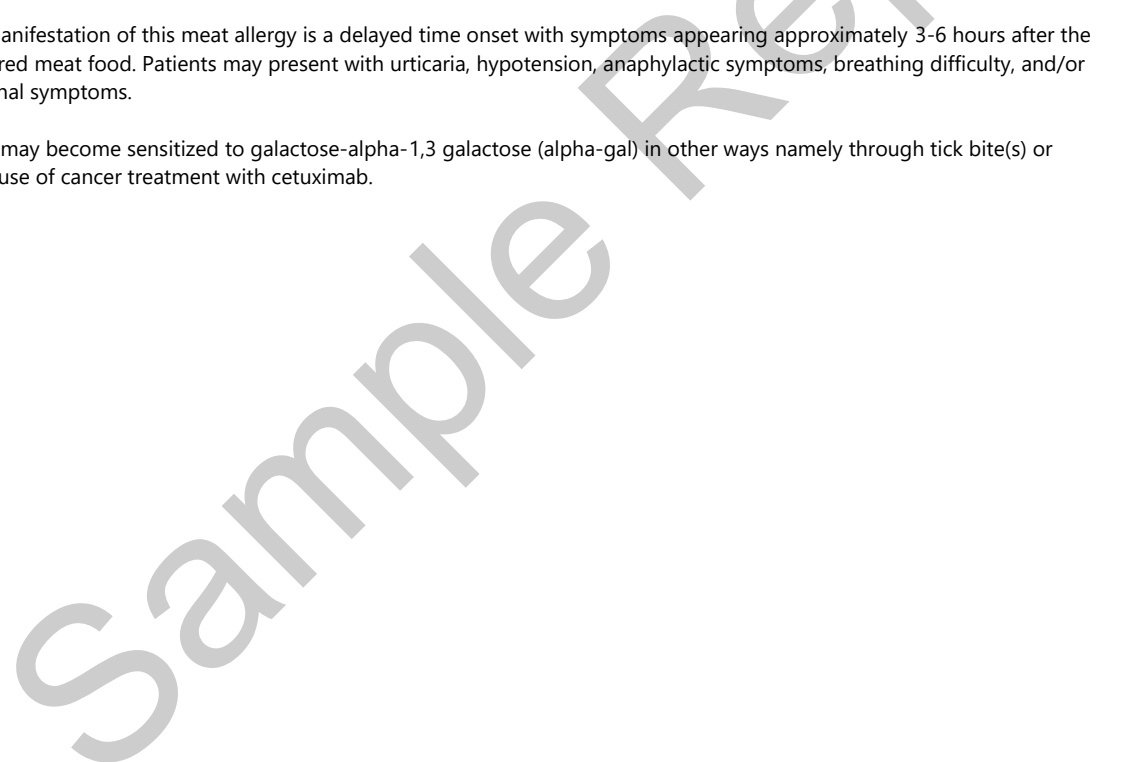 anifestation of this meat allergy is a delayed time onset with symptoms appearing approximately 3-6 hours after the
red meat food. Patients may present with urticaria, hypotension, anaphylactic symptoms, breathing difficulty, and/or
nal symptoms.
may become sensitized to galactose-alpha-1,3 galactose (alpha-gal) in other ways namely through tick bite(s) or
use of cancer treatment with cetuximab.
Sample Re